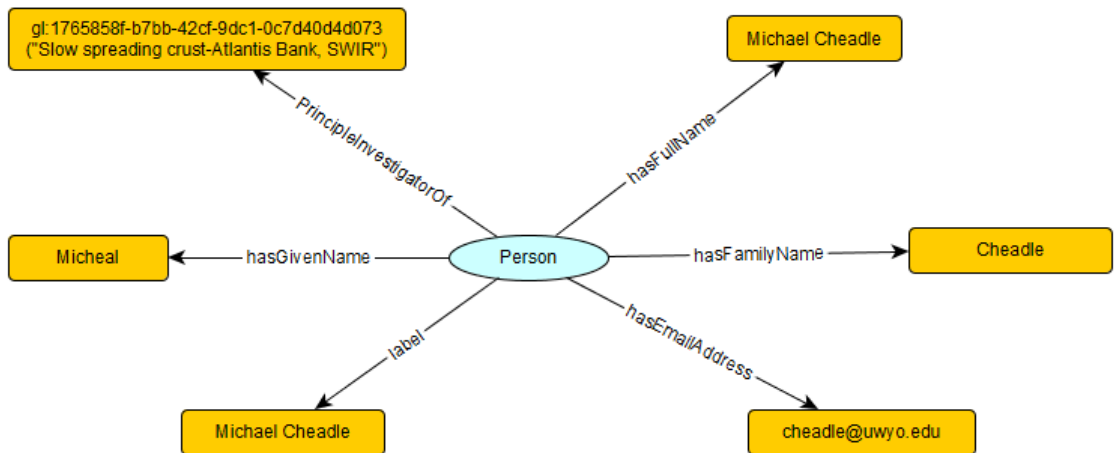 gl:1765858f-b7bb-42cf-9dc1-0c7d40d4d073
("Slow spreading crust-Atlantis Bank, SWIR")
Michael Cheadle
PrincipleInvestigatorOf
hasFullName
Micheal
hasGivenName
Person
hasFamilyName
Cheadle
label
hasEmailAddress
Michael Cheadle
cheadle@uwyo.edu